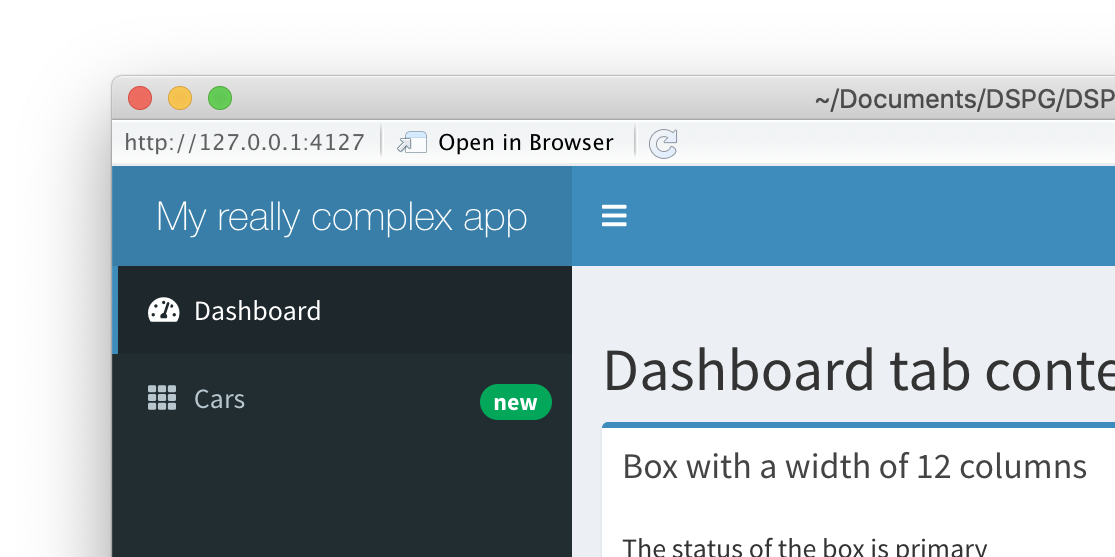 ~/Documents/DSPG/DSP
http://127.0.0.1:4127 Open in Browser
My really complex app
Dashboard
Cars new
Dashboard tab conte
Box with a width of 12 columns
The status of the box is primary